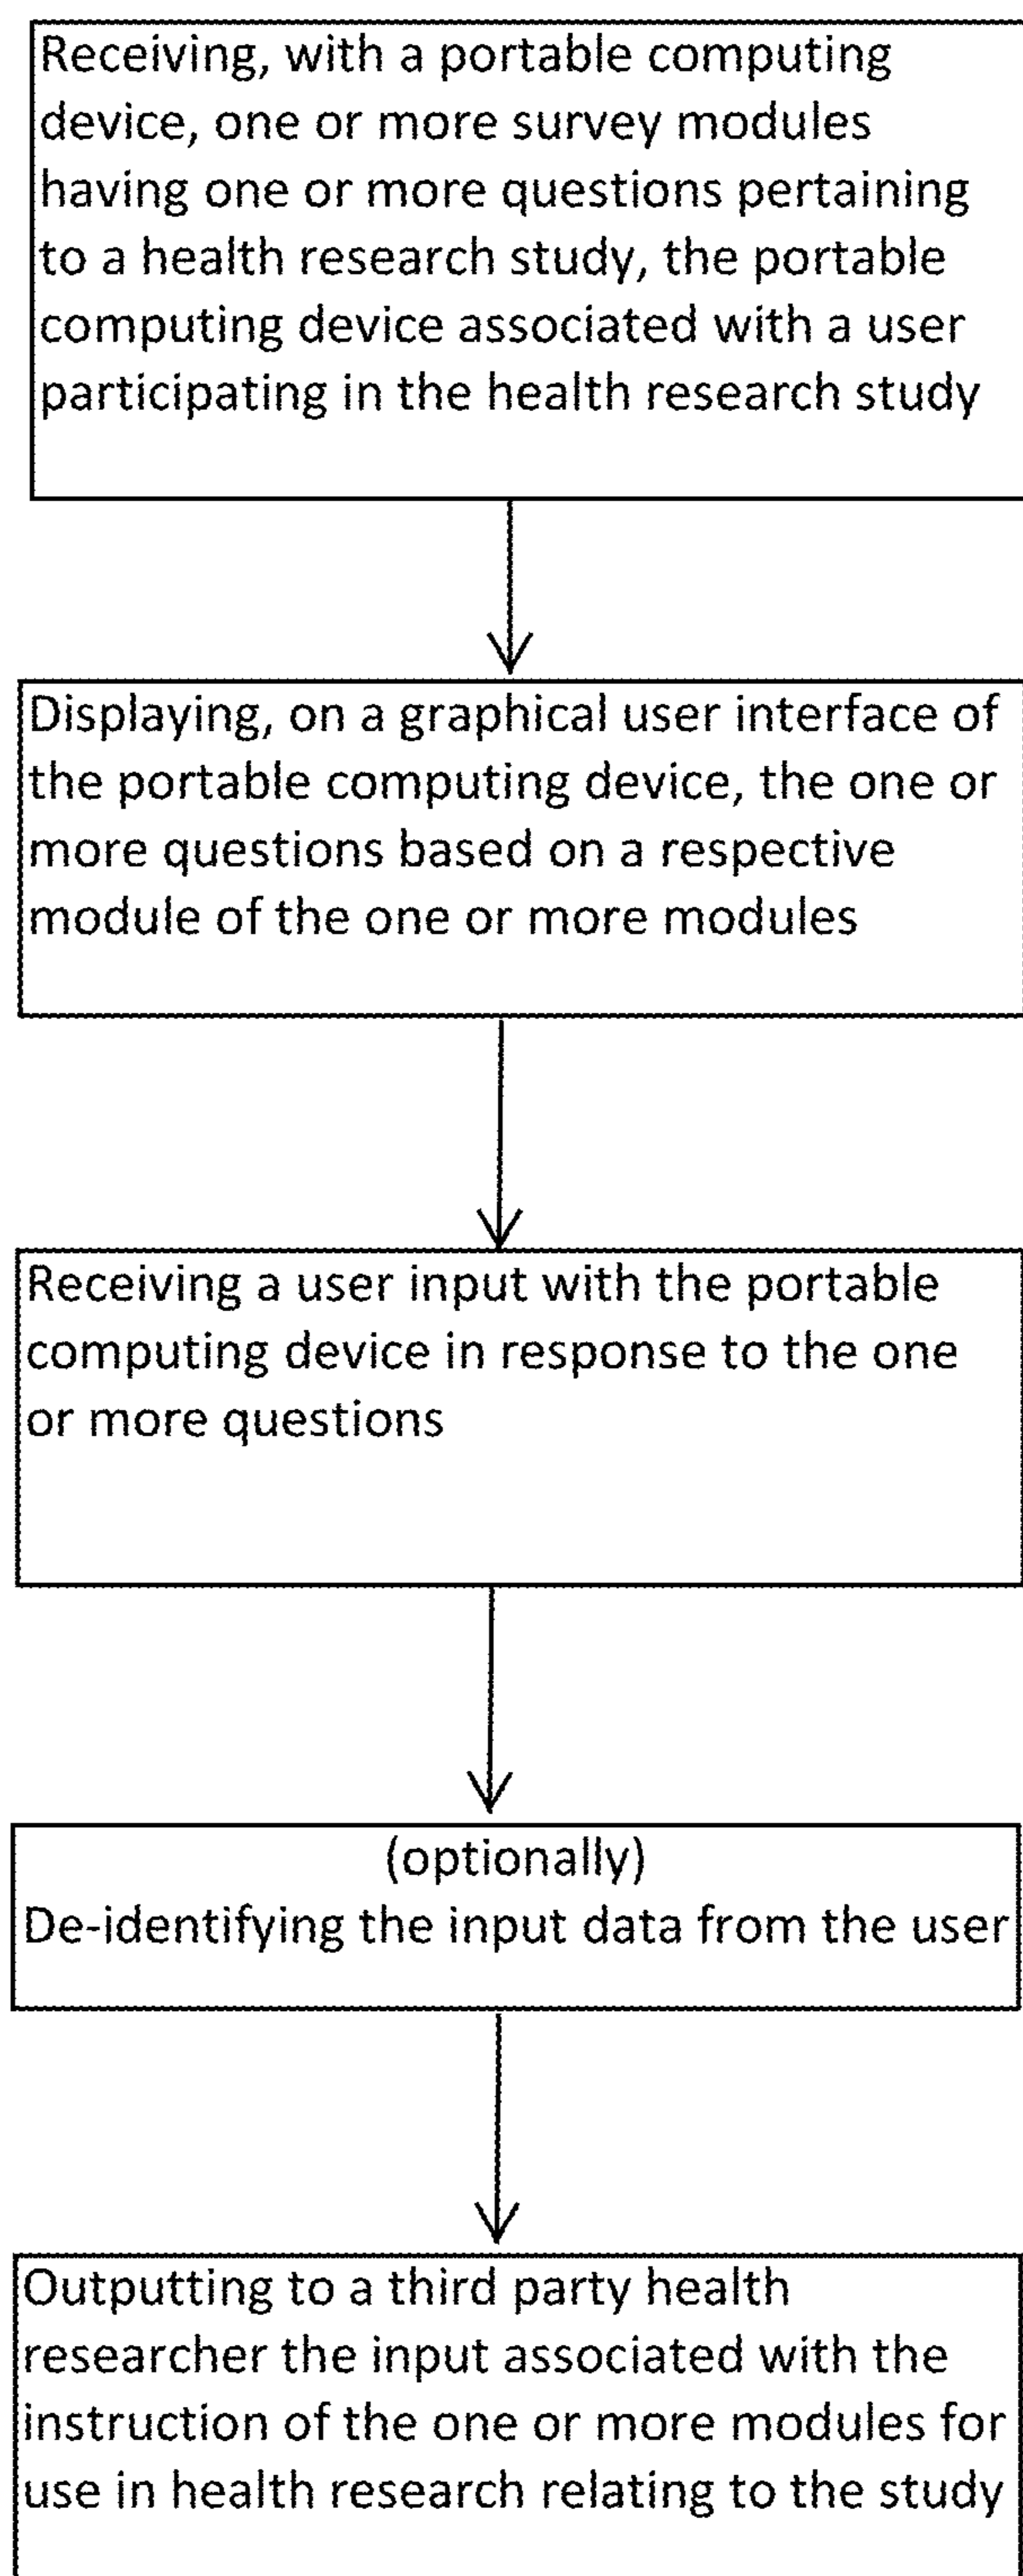 Receiving, with a portable computing
device, one or more survey modules
having one or more questions pertaining
to a health research study, the portable
computing device associated with a user
participating in the health research study
Displaying, on a graphical user interface of
the portable computing device, the one or
more questions based on a respective
module of the one or more modules
Receiving a user input with the portable
computing device in response to the one
or more questions
(optionally)
De-identifying the input data from the user
Outputting to a third party health
researcher the input associated with the
instruction of the one or more modules for
use in health research relating to the study